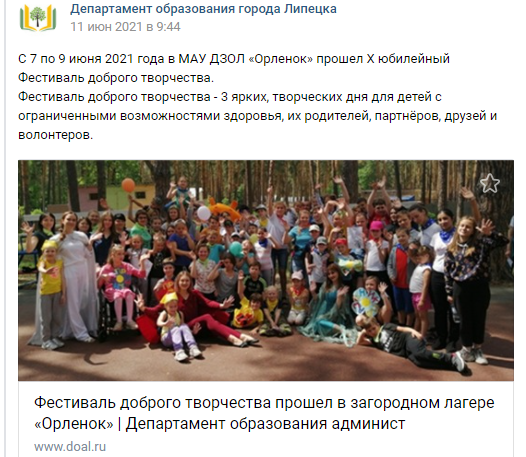 Департамент образования города Липецка
11 июн 2021 в 9:44
С 7 по 9 июня 2021 года в МАУ ДЗОЛ «Орленок» прошел X юбилейный
Фестиваль доброго творчества.
Фестиваль доброго творчества - 3 ярких, творческих дня для детей с
ограниченными возможностями здоровья, их родителей, партнёров, друзей и
волонтеров.
Фестиваль доброго творчества прошел в загородном лагере
«Орленок» | Департамент образования админист
www.doal.ru